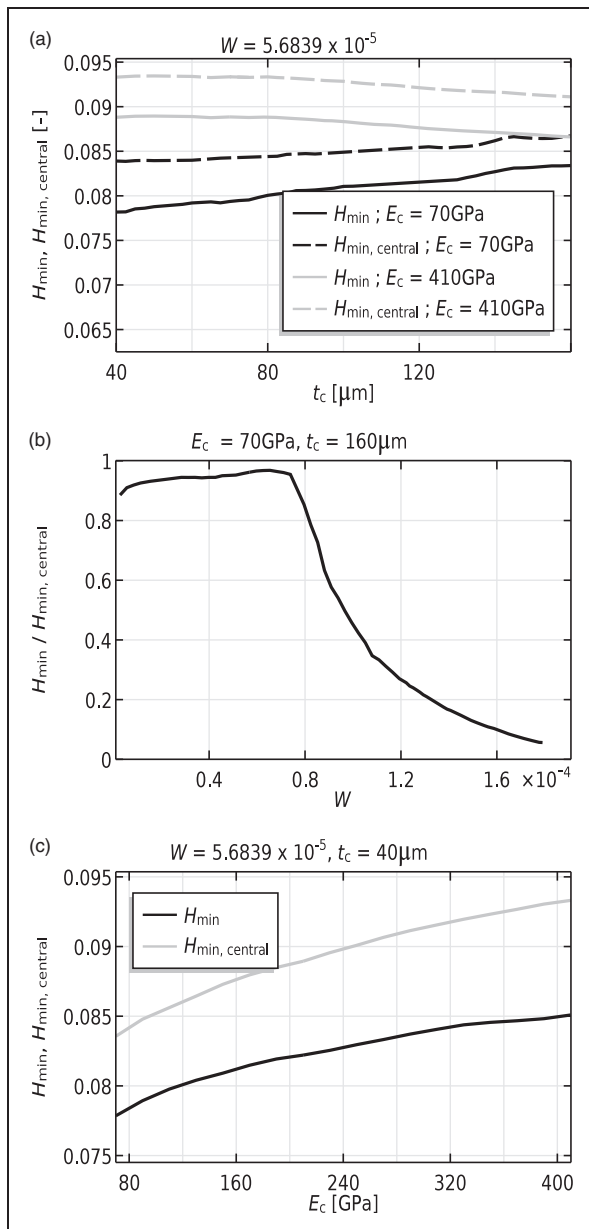 (a)
W = 5.6839 x 10⁻⁵
0.095
0.09
0.085
0.08
0.075
0.07
0.065
H_min, H_min, central [-]
H_min ; E_c = 70GPa
H_min, central ; E_c = 70GPa
H_min ; E_c = 410GPa
H_min, central ; E_c = 410GPa
40 80 120
t_c [μm]
(b)
E_c = 70GPa, t_c = 160μm
1
0.8
0.6
0.4
0.2
0
H_min / H_min, central
0.4 0.8 1.2 1.6 ×10⁻⁴
W
(c)
W = 5.6839 x 10⁻⁵, t_c = 40μm
0.095
0.09
0.085
0.08
0.075
H_min, H_min, central
H_min
H_min, central
80 160 240 320 400
E_c [GPa]